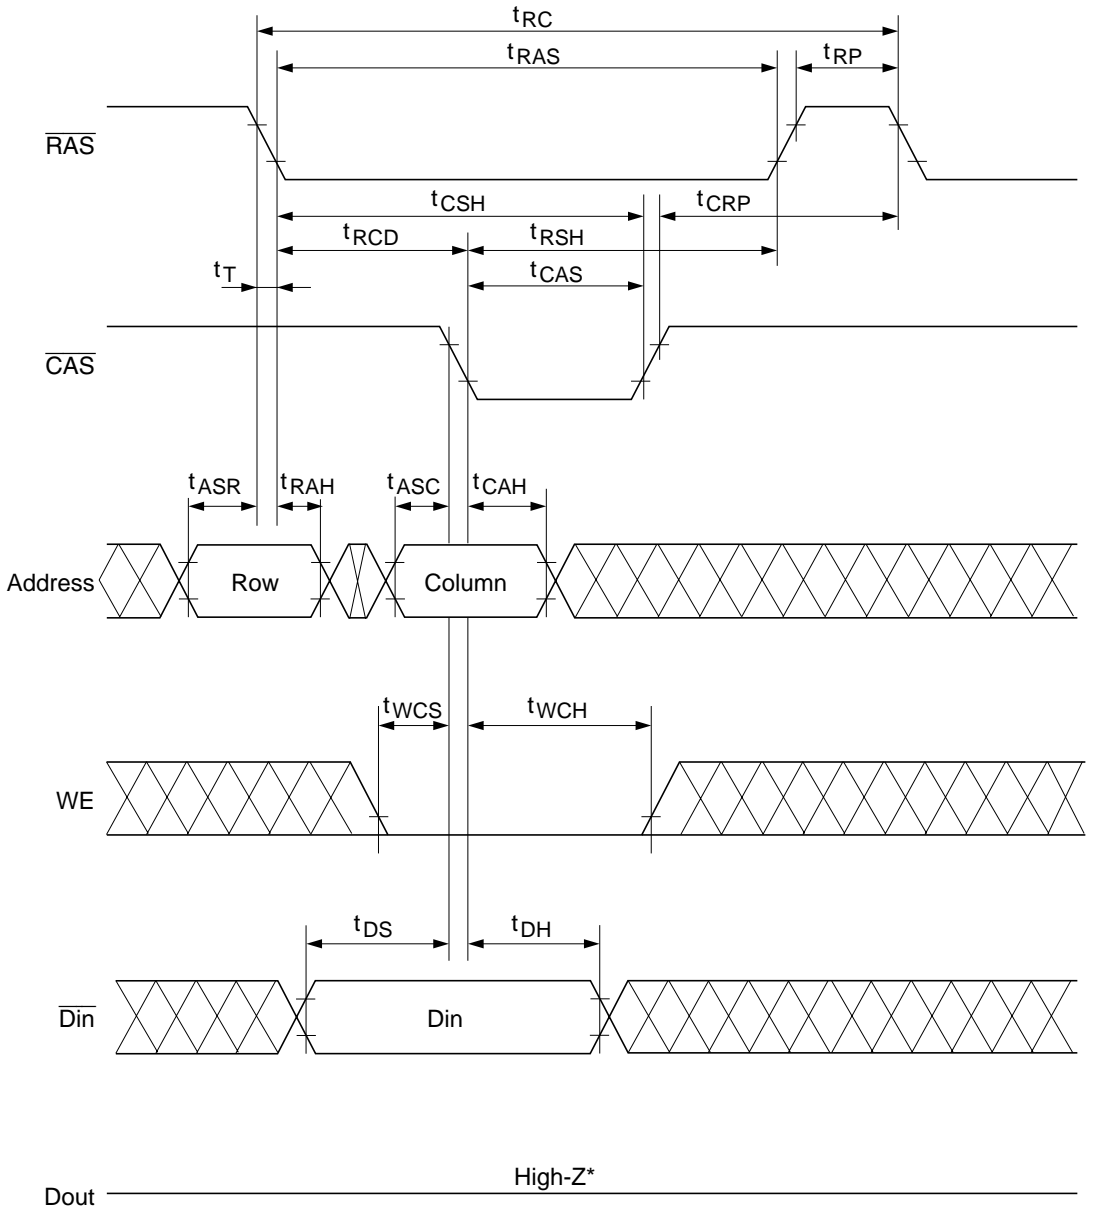 tRC
tRAS
tRP
RAS
tCSH
tCRP
tRCD
tRSH
tT
tCAS
CAS
tASR
tRAH
tASC
tCAH
Address
Row
Column
tWCS
tWCH
WE
tDS
tDH
Din
Din
High-Z*
Dout